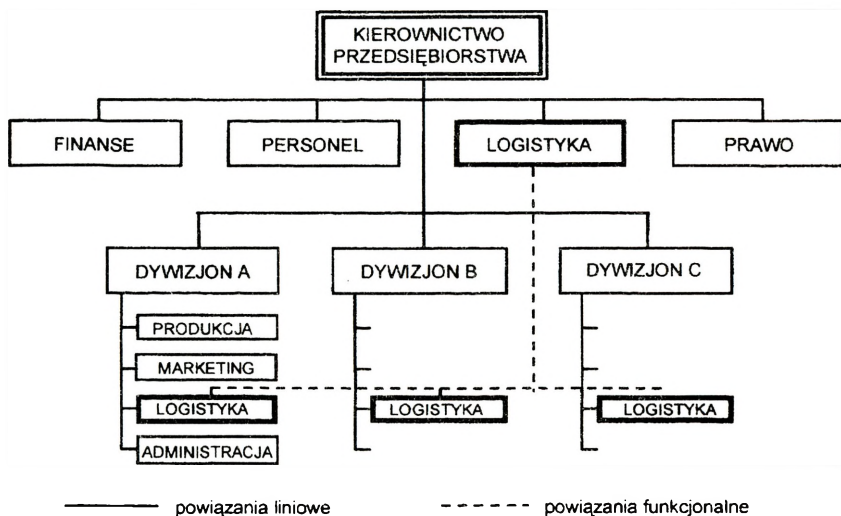 KIEROWNICTWO
PRZEDSIĘBIORSTWA
FINANSE
PERSONEL
LOGISTYKA
PRAWO
DYWIZJON A
DYWIZJON B
DYWIZJON C
PRODUKCJA
MARKETING
LOGISTYKA
LOGISTYKA
LOGISTYKA
ADMINISTRACJA
powiązania liniowe
powiązania funkcjonalne